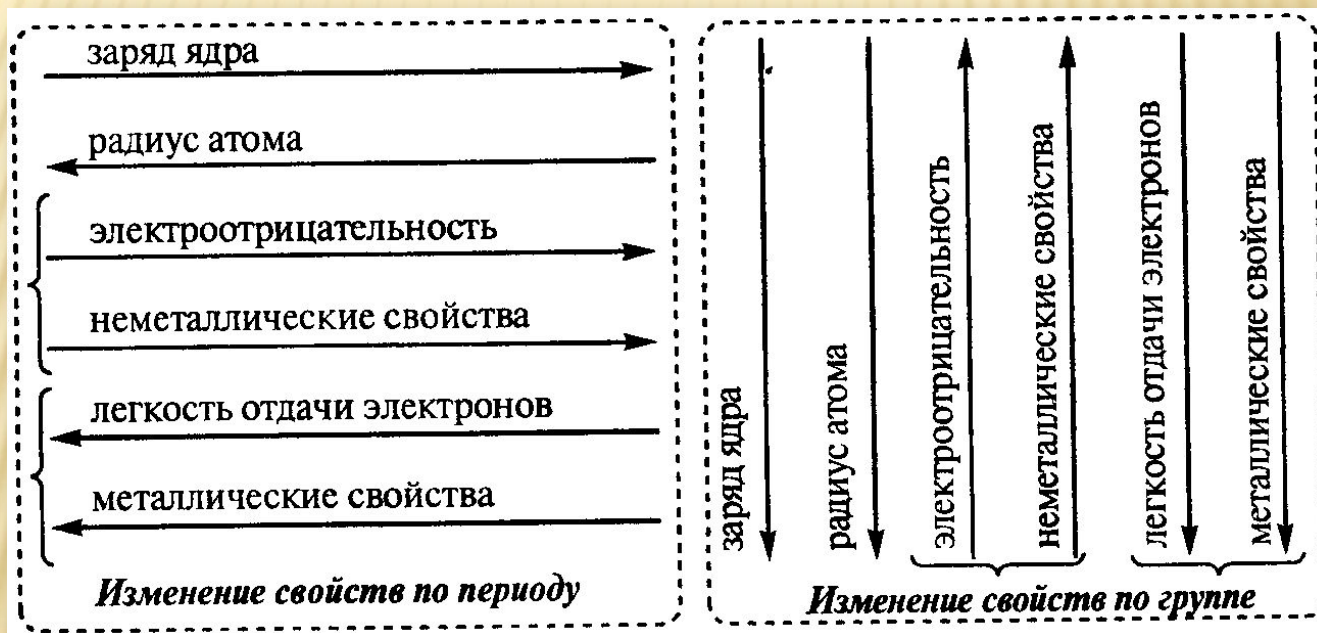 заряд ядра
радиус атома
электроотрицательность
неметаллические свойства
легкость отдачи электронов
металлические свойства
Изменение свойств по периоду
заряд ядра
радиус атома
электроотрицательность
неметаллические свойства
легкость отдачи электронов
металлические свойства
Изменение свойств по группе